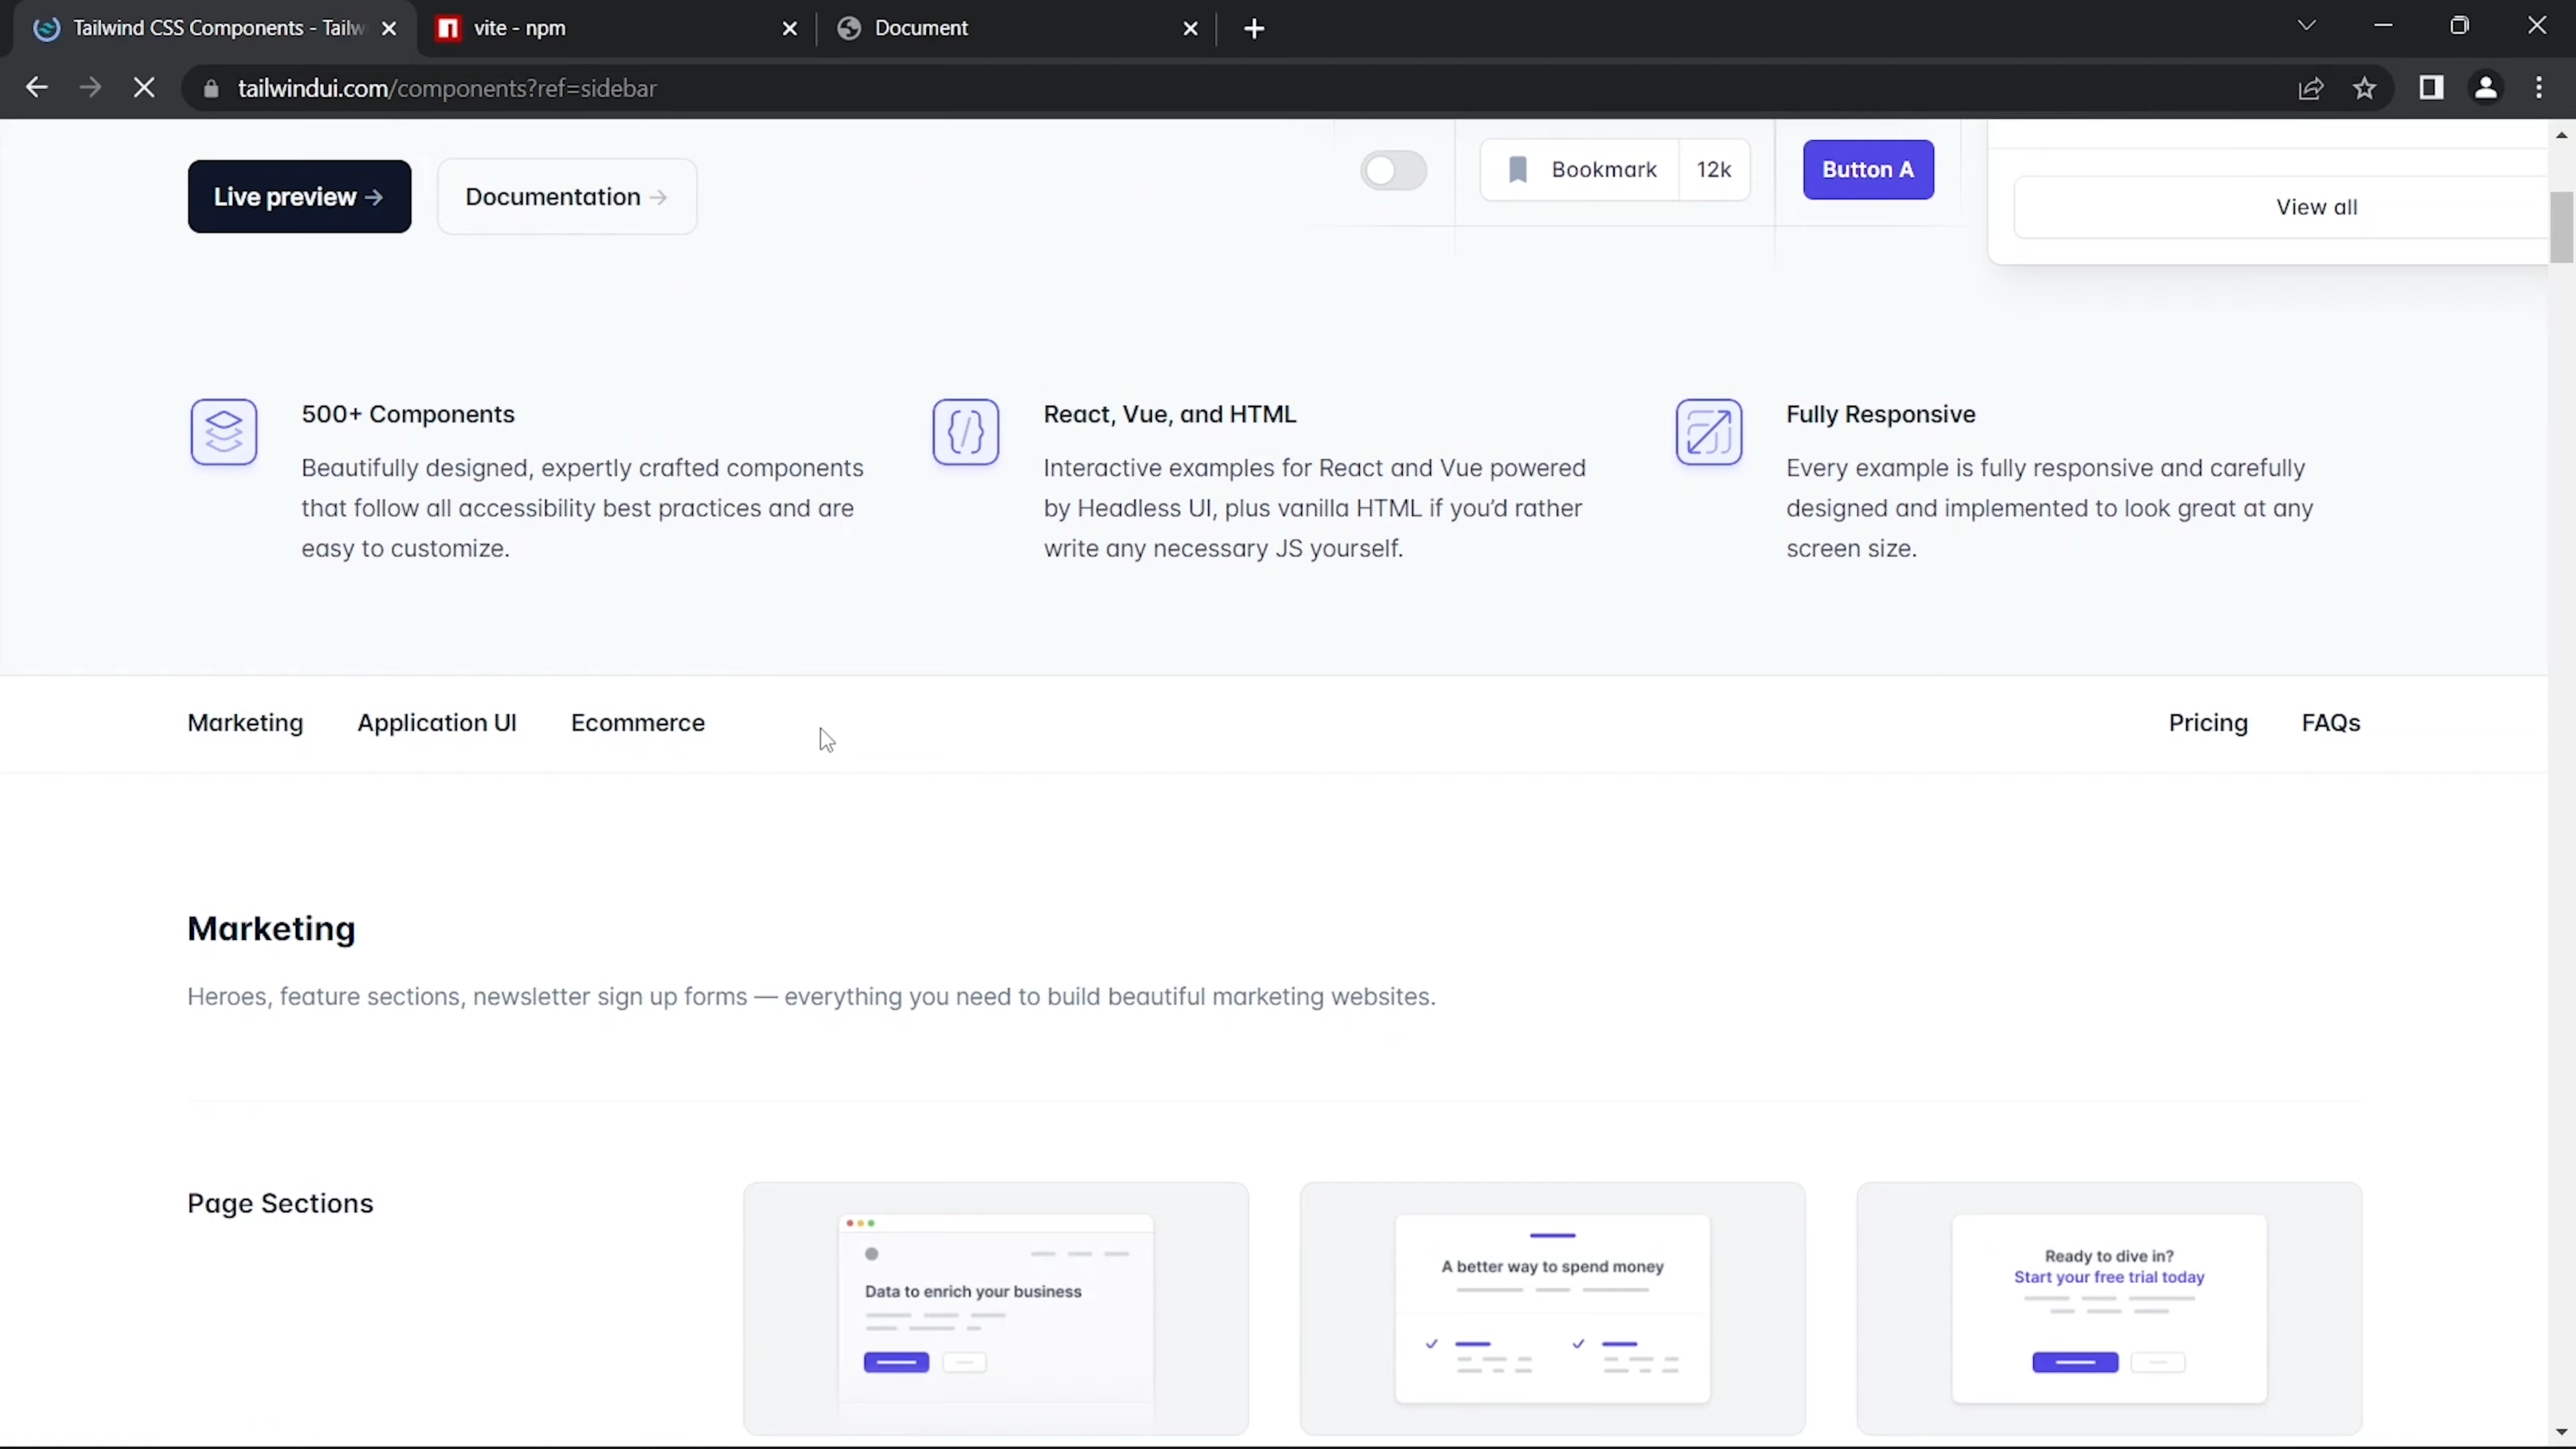 Tailwind CSS Components - Tailw
vite - npm
Document
tailwindui.com/components?ref=sidebar
Live preview →
Documentation →
Bookmark 12k
Button A
View all
500+ Components
Beautifully designed, expertly crafted components
that follow all accessibility best practices and are
easy to customize.
React, Vue, and HTML
Interactive examples for React and Vue powered
by Headless UI, plus vanilla HTML if you’d rather
write any necessary JS yourself.
Fully Responsive
Every example is fully responsive and carefully
designed and implemented to look great at any
screen size.
Marketing Application UI Ecommerce Pricing FAQs
Marketing
Heroes, feature sections, newsletter sign up forms — everything you need to build beautiful marketing websites.
Page Sections
Data to enrich your business
A better way to spend money
Ready to dive in?
Start your free trial today